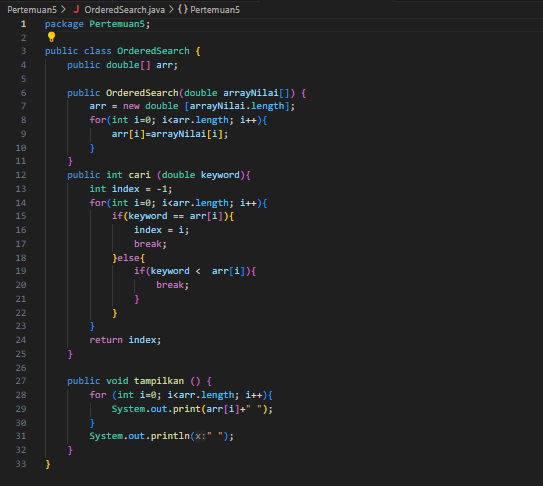 Pertemuan5 > J OrderedSearch.java > {} Pertemuan5
1 package Pertemuan5;
2
3 public class OrderedSearch {
4     public double[] arr;
5
6     public OrderedSearch(double arrayNilai[]) {
7         arr = new double [arrayNilai.length];
8         for(int i=0; i<arr.length; i++){
9             arr[i]=arrayNilai[i];
10         }
11     }
12     public int cari (double keyword){
13         int index = -1;
14         for(int i=0; i<arr.length; i++){
15             if(keyword == arr[i]){
16                 index = i;
17                 break;
18             }else{
19                 if(keyword <  arr[i]){
20                     break;
21                 }
22             }
23         }
24         return index;
25     }
26
27     public void tampilkan () {
28         for (int i=0; i<arr.length; i++){
29             System.out.print(arr[i]+" ");
30         }
31         System.out.println(x:" ");
32     }
33 }